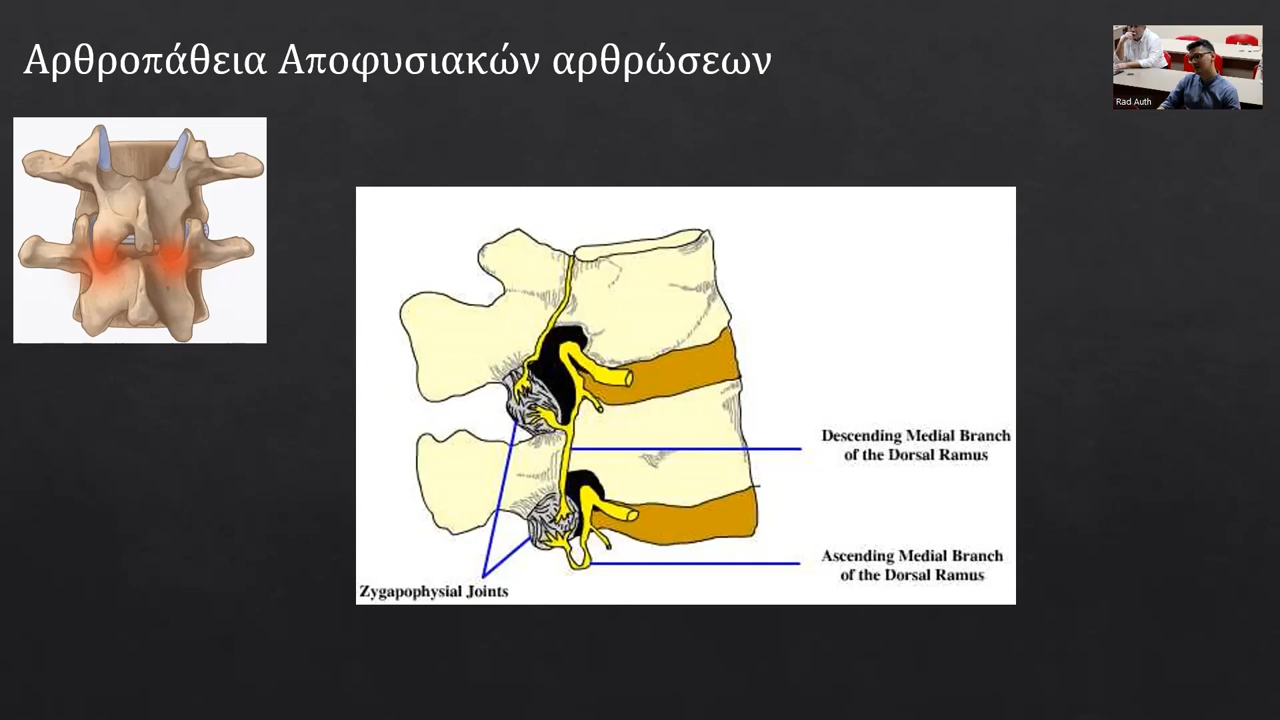 Αρθροπάθεια Αποφυσιακών αρθρώσεων
Rad Auth
Descending Medial Branch
of the Dorsal Ramus
Ascending Medial Branch
of the Dorsal Ramus
Zygapophysial Joints